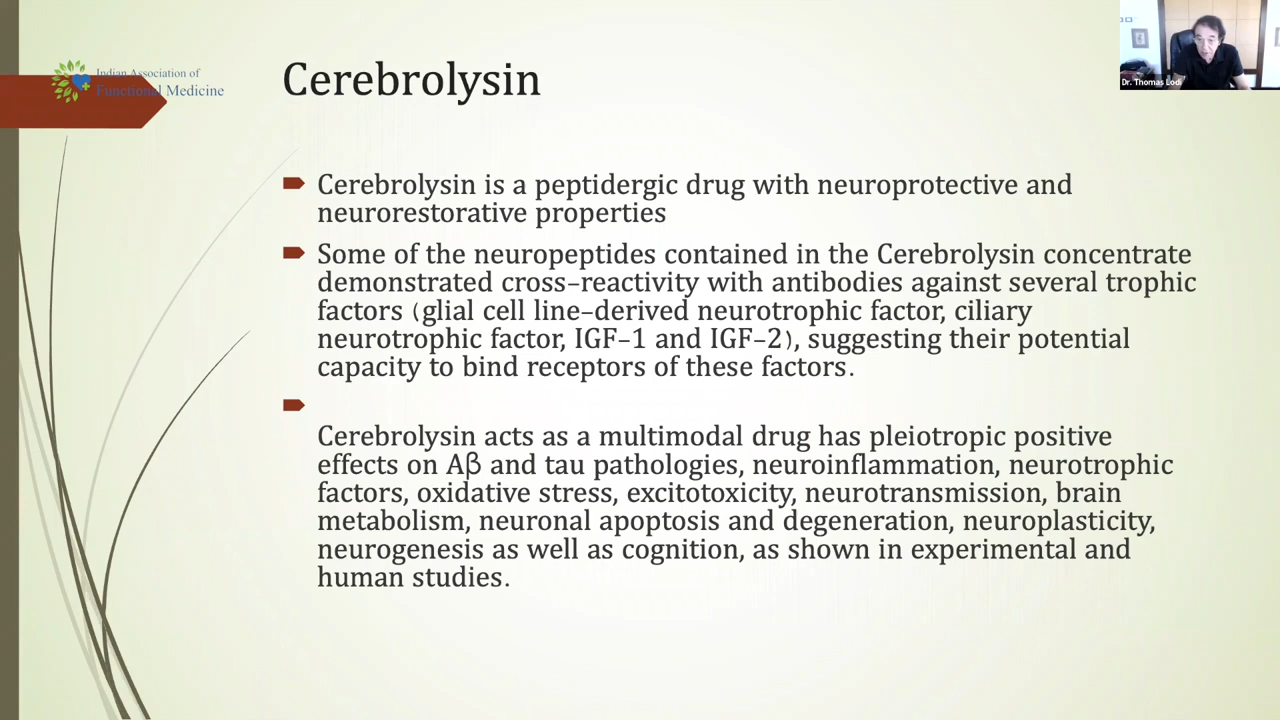 Indian Association of
Functional Medicine
Cerebrolysin
Dr. Thomas Lodi
Cerebrolysin is a peptidergic drug with neuroprotective and
neurorestorative properties
Some of the neuropeptides contained in the Cerebrolysin concentrate
demonstrated cross–reactivity with antibodies against several trophic
factors (glial cell line–derived neurotrophic factor, ciliary
neurotrophic factor, IGF–1 and IGF–2), suggesting their potential
capacity to bind receptors of these factors.
Cerebrolysin acts as a multimodal drug has pleiotropic positive
effects on Aβ and tau pathologies, neuroinflammation, neurotrophic
factors, oxidative stress, excitotoxicity, neurotransmission, brain
metabolism, neuronal apoptosis and degeneration, neuroplasticity,
neurogenesis as well as cognition, as shown in experimental and
human studies.